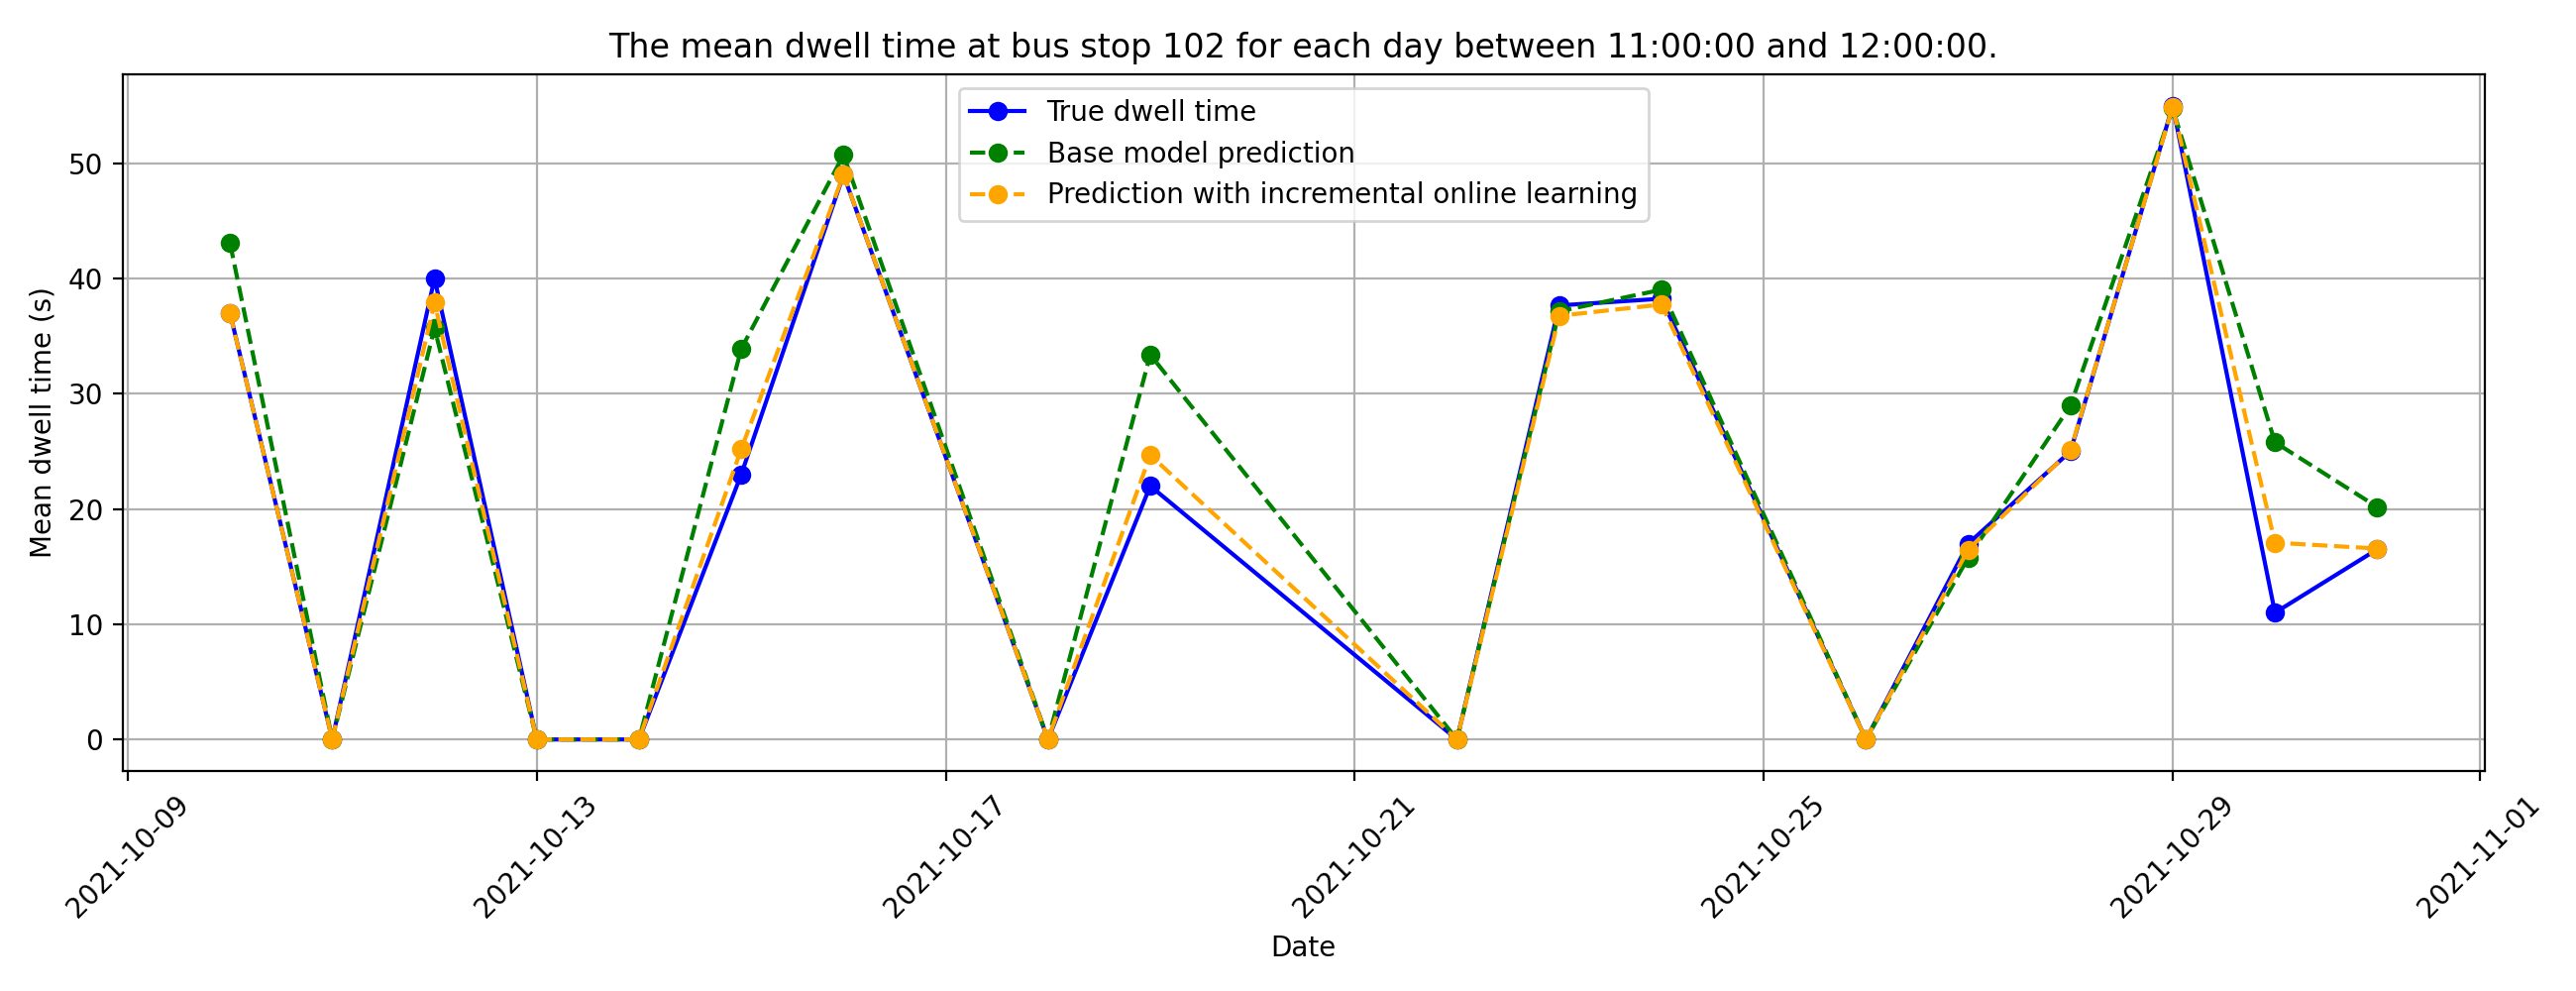 The mean dwell time at bus stop 102 for each day between 11:00:00 and 12:00:00.
True dwell time
Base model prediction
Prediction with incremental online learning
Mean dwell time (s)
50
40
30
20
10
0
2021-10-09
2021-10-13
2021-10-17
2021-10-21
2021-10-25
2021-10-29
2021-11-01
Date